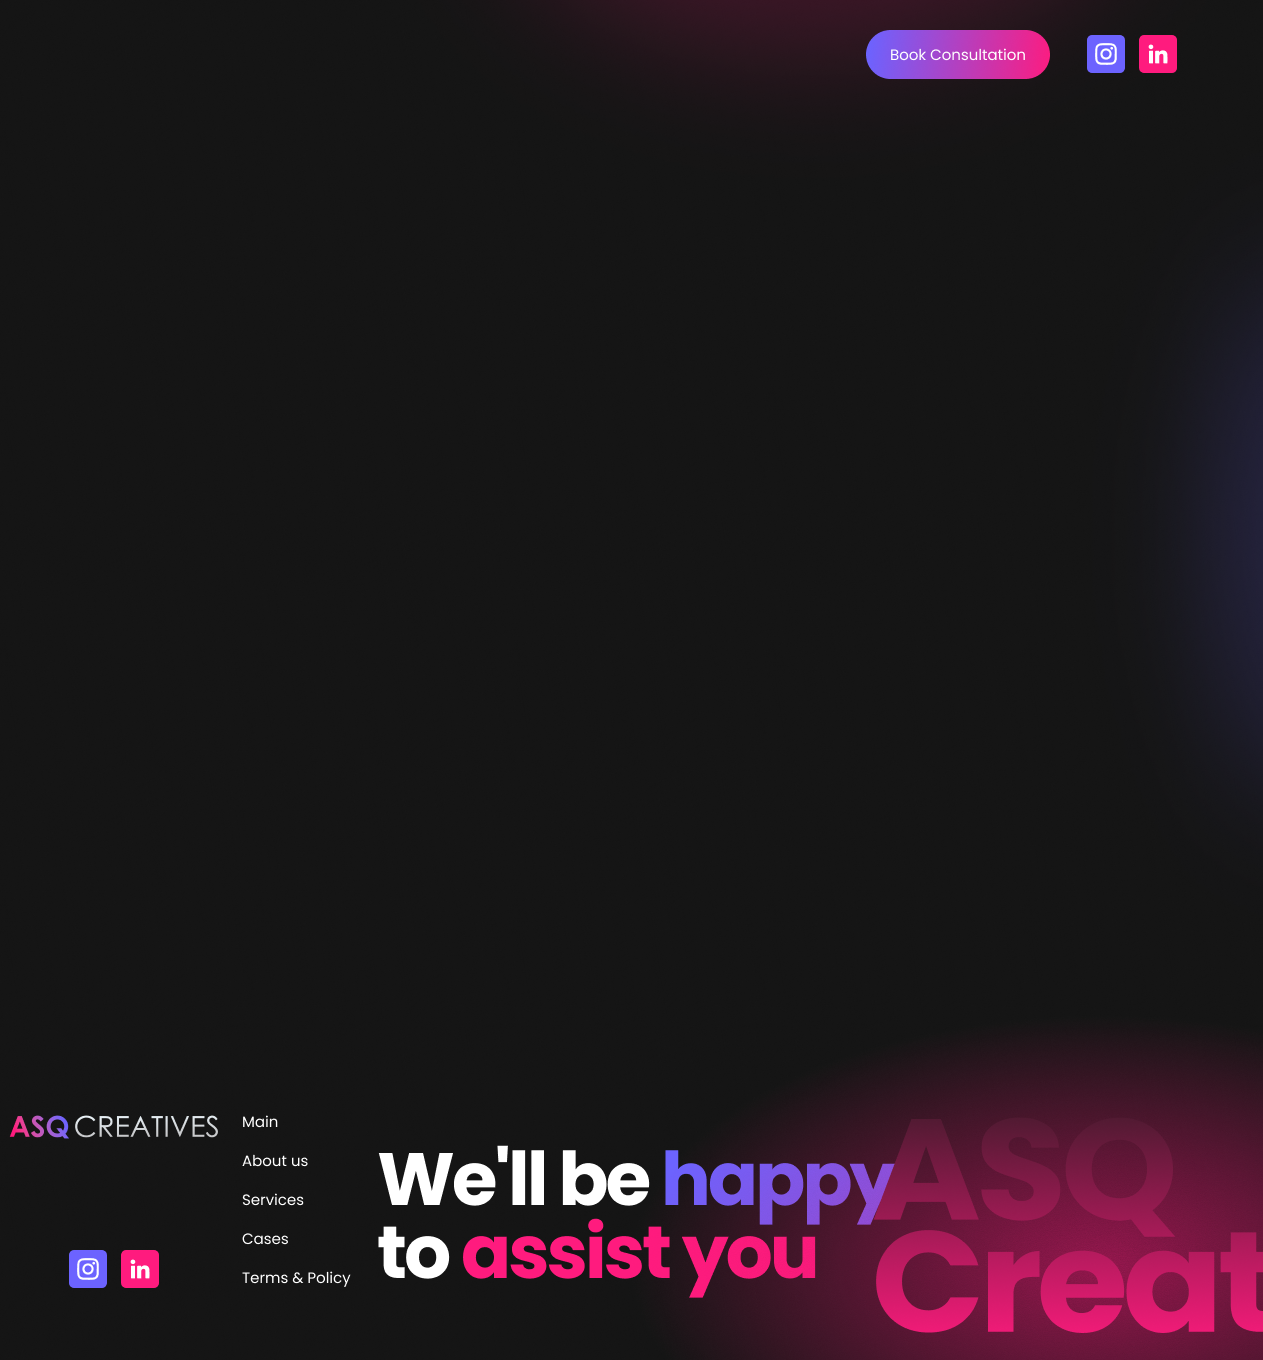 Book Consultation
ASQ CREATIVES
Main
About us
Services
Cases
Terms & Policy
We'll be happy
to assist you
ASQ
Creat